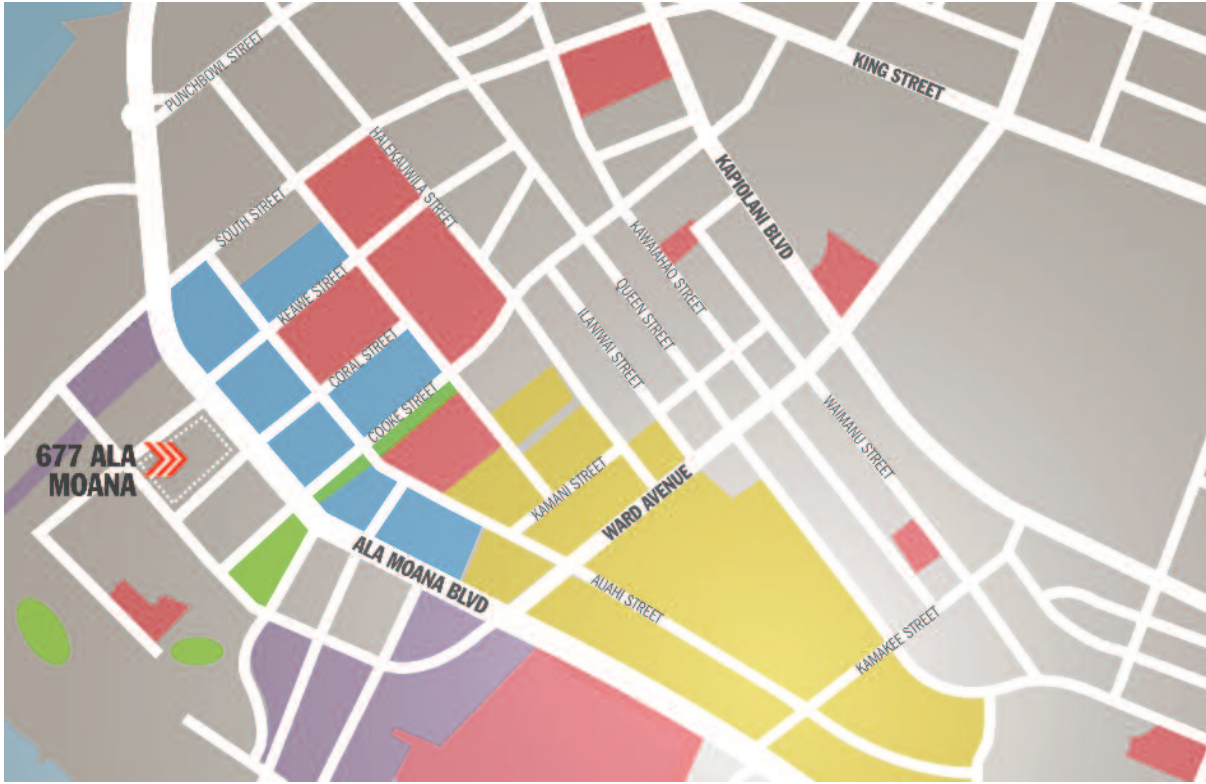 PUNCHBOWL STREET
KING STREET
HALEKAUWILA STREET
KAPIOLANI BLVD
SOUTH STREET
KAWAIAHAO STREET
KEAWE STREET
QUEEN STREET
ILANIWAI STREET
CORAL STREET
COOKE STREET
WAIMANU STREET
677 ALA
MOANA
KAMANI STREET
WARD AVENUE
ALA MOANA BLVD
AUAHI STREET
KAMAKEE STREET